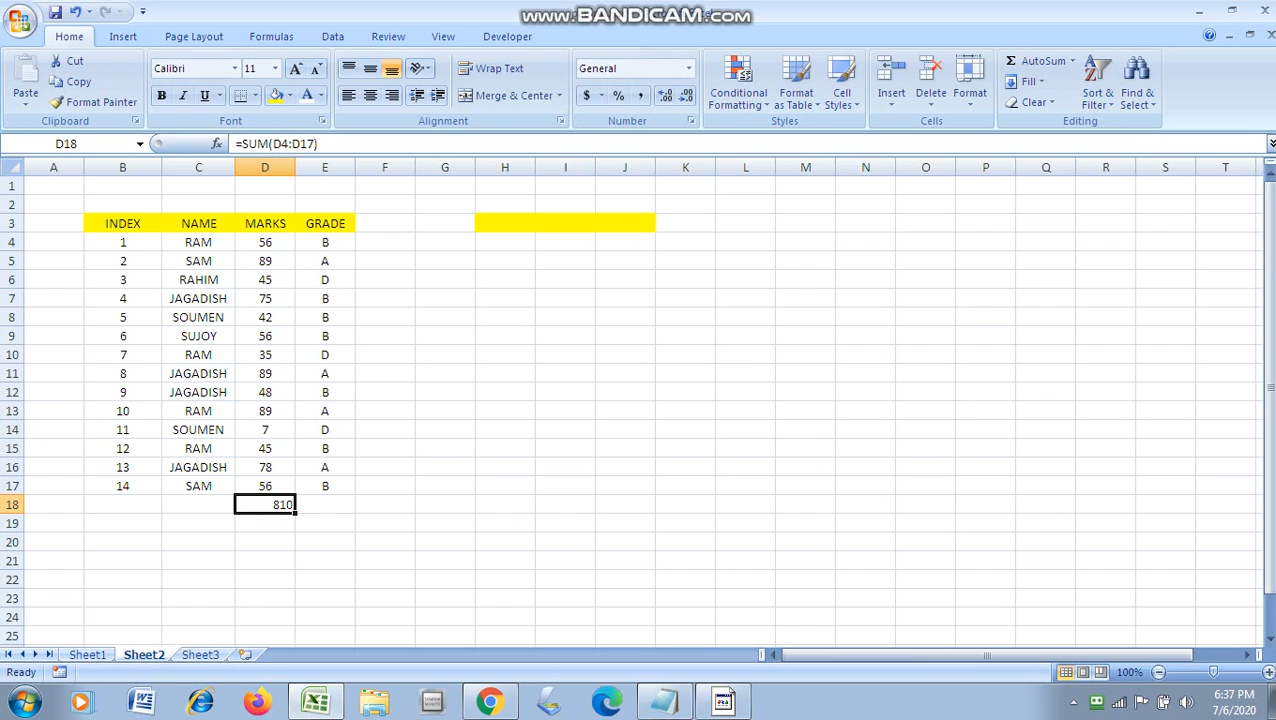 www.BANDICAM.com
Home Insert Page Layout Formulas Data Review View Developer
Paste Cut Copy Format Painter Clipboard
Calibri 11 B I U Font
Wrap Text Merge & Center Alignment
General $ % , Number
Conditional Formatting Format as Table Cell Styles Styles
Insert Delete Format Cells
Σ AutoSum Fill Clear Sort & Filter Find & Select Editing
D18 fx =SUM(D4:D17)
A B C D E F G H I J K L M N O P Q R S T
1
2
3 INDEX NAME MARKS GRADE
4 1 RAM 56 B
5 2 SAM 89 A
6 3 RAHIM 45 D
7 4 JAGADISH 75 B
8 5 SOUMEN 42 B
9 6 SUJOY 56 B
10 7 RAM 35 D
11 8 JAGADISH 89 A
12 9 JAGADISH 48 B
13 10 RAM 89 A
14 11 SOUMEN 7 D
15 12 RAM 45 B
16 13 JAGADISH 78 A
17 14 SAM 56 B
18 810
19
20
21
22
23
24
25
Sheet1 Sheet2 Sheet3
Ready 100%
6:37 PM
7/6/2020